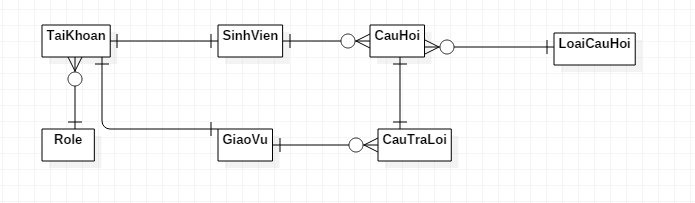 TaiKhoan
SinhVien
CauHoi
LoaiCauHoi
Role
GiaoVu
CauTraLoi